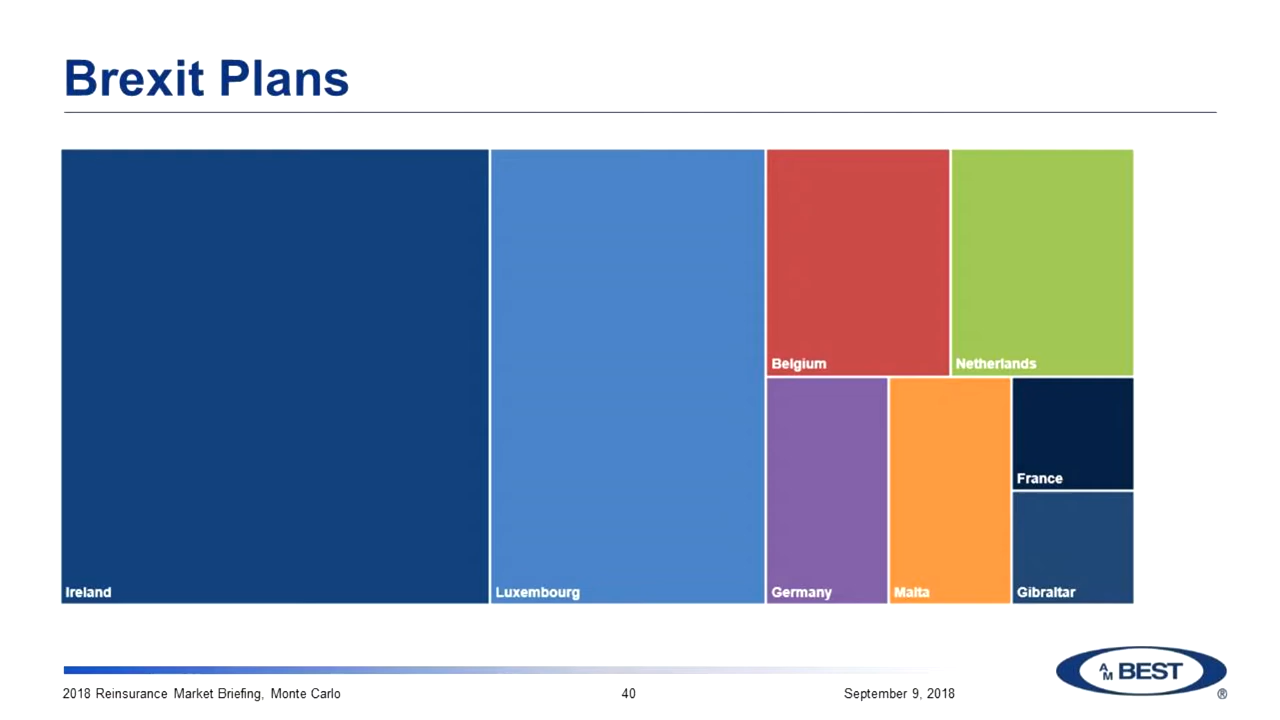 Brexit Plans
Belgium
Netherlands
France
Ireland
Luxembourg
Germany
Malta
Gibraltar
AM BEST
®
2018 Reinsurance Market Briefing, Monte Carlo
40
September 9, 2018